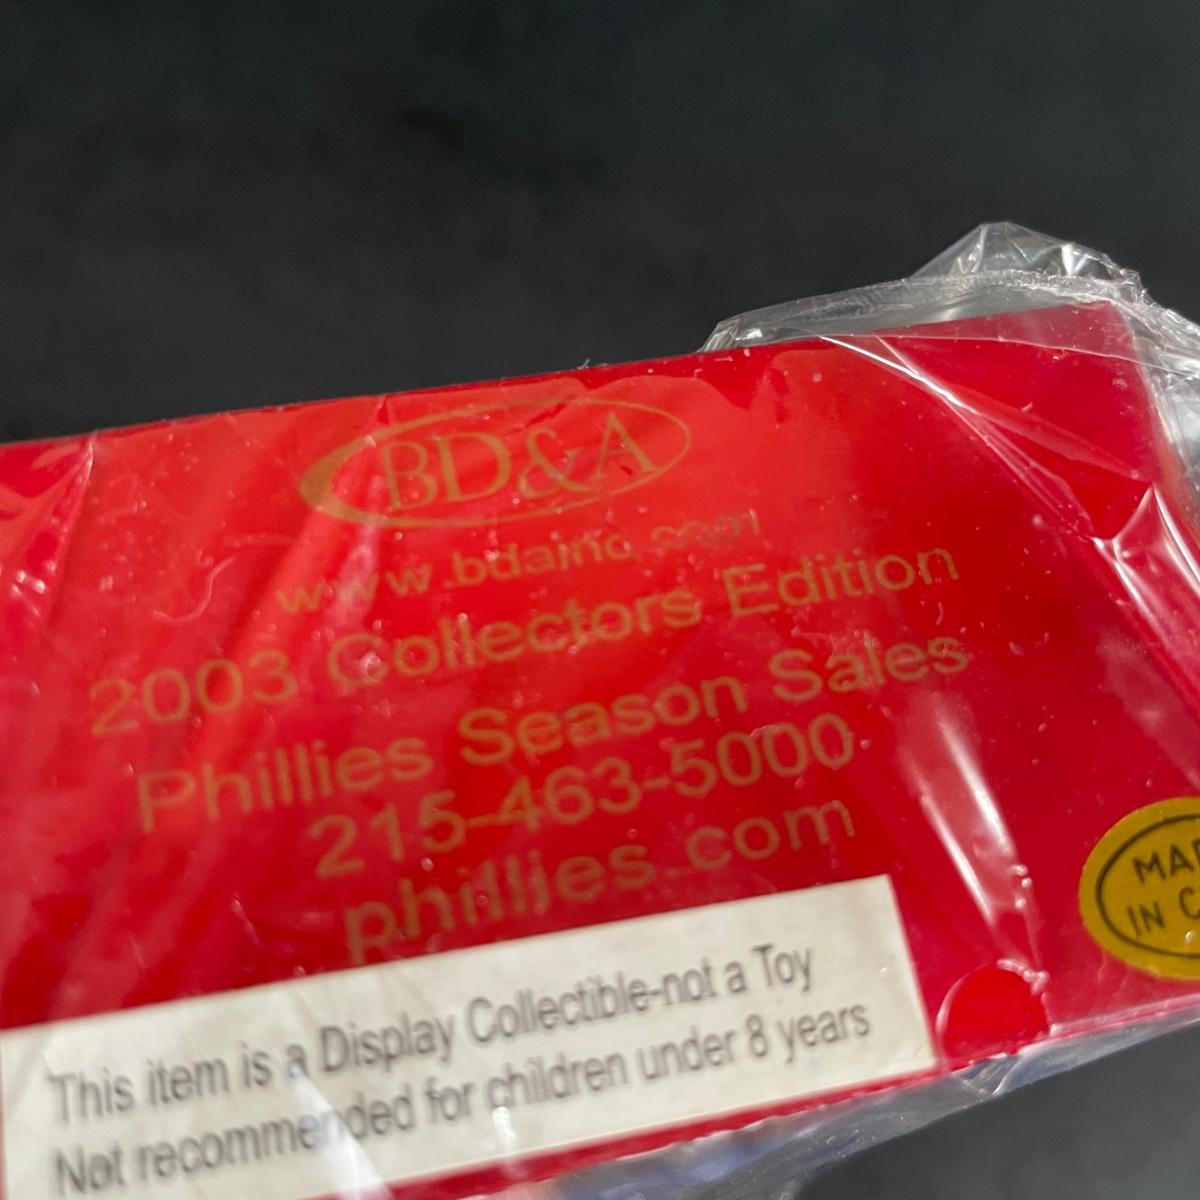 BD&A
www.bdainc.com
2003 Collectors Edition
Phillies Season Sales
215-463-5000
phillies.com
This item is a Display Collectible-not a Toy
Not recommended for children under 8 years
IN